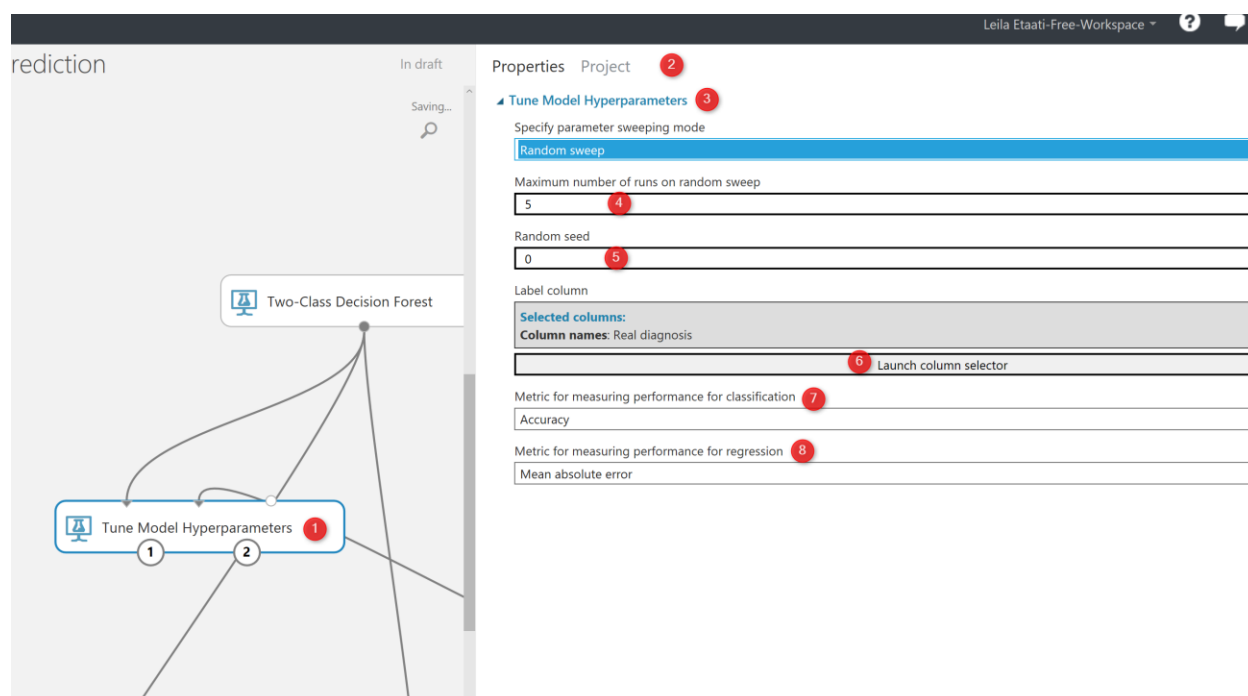 Leila Etaati-Free-Workspace ?
rediction
In draft
Saving...
Two-Class Decision Forest
Tune Model Hyperparameters 1
1 2
Properties Project 2
Tune Model Hyperparameters 3
Specify parameter sweeping mode
Random sweep
Maximum number of runs on random sweep
5 4
Random seed
0 5
Label column
Selected columns:
Column names: Real diagnosis
6 Launch column selector
Metric for measuring performance for classification 7
Accuracy
Metric for measuring performance for regression 8
Mean absolute error